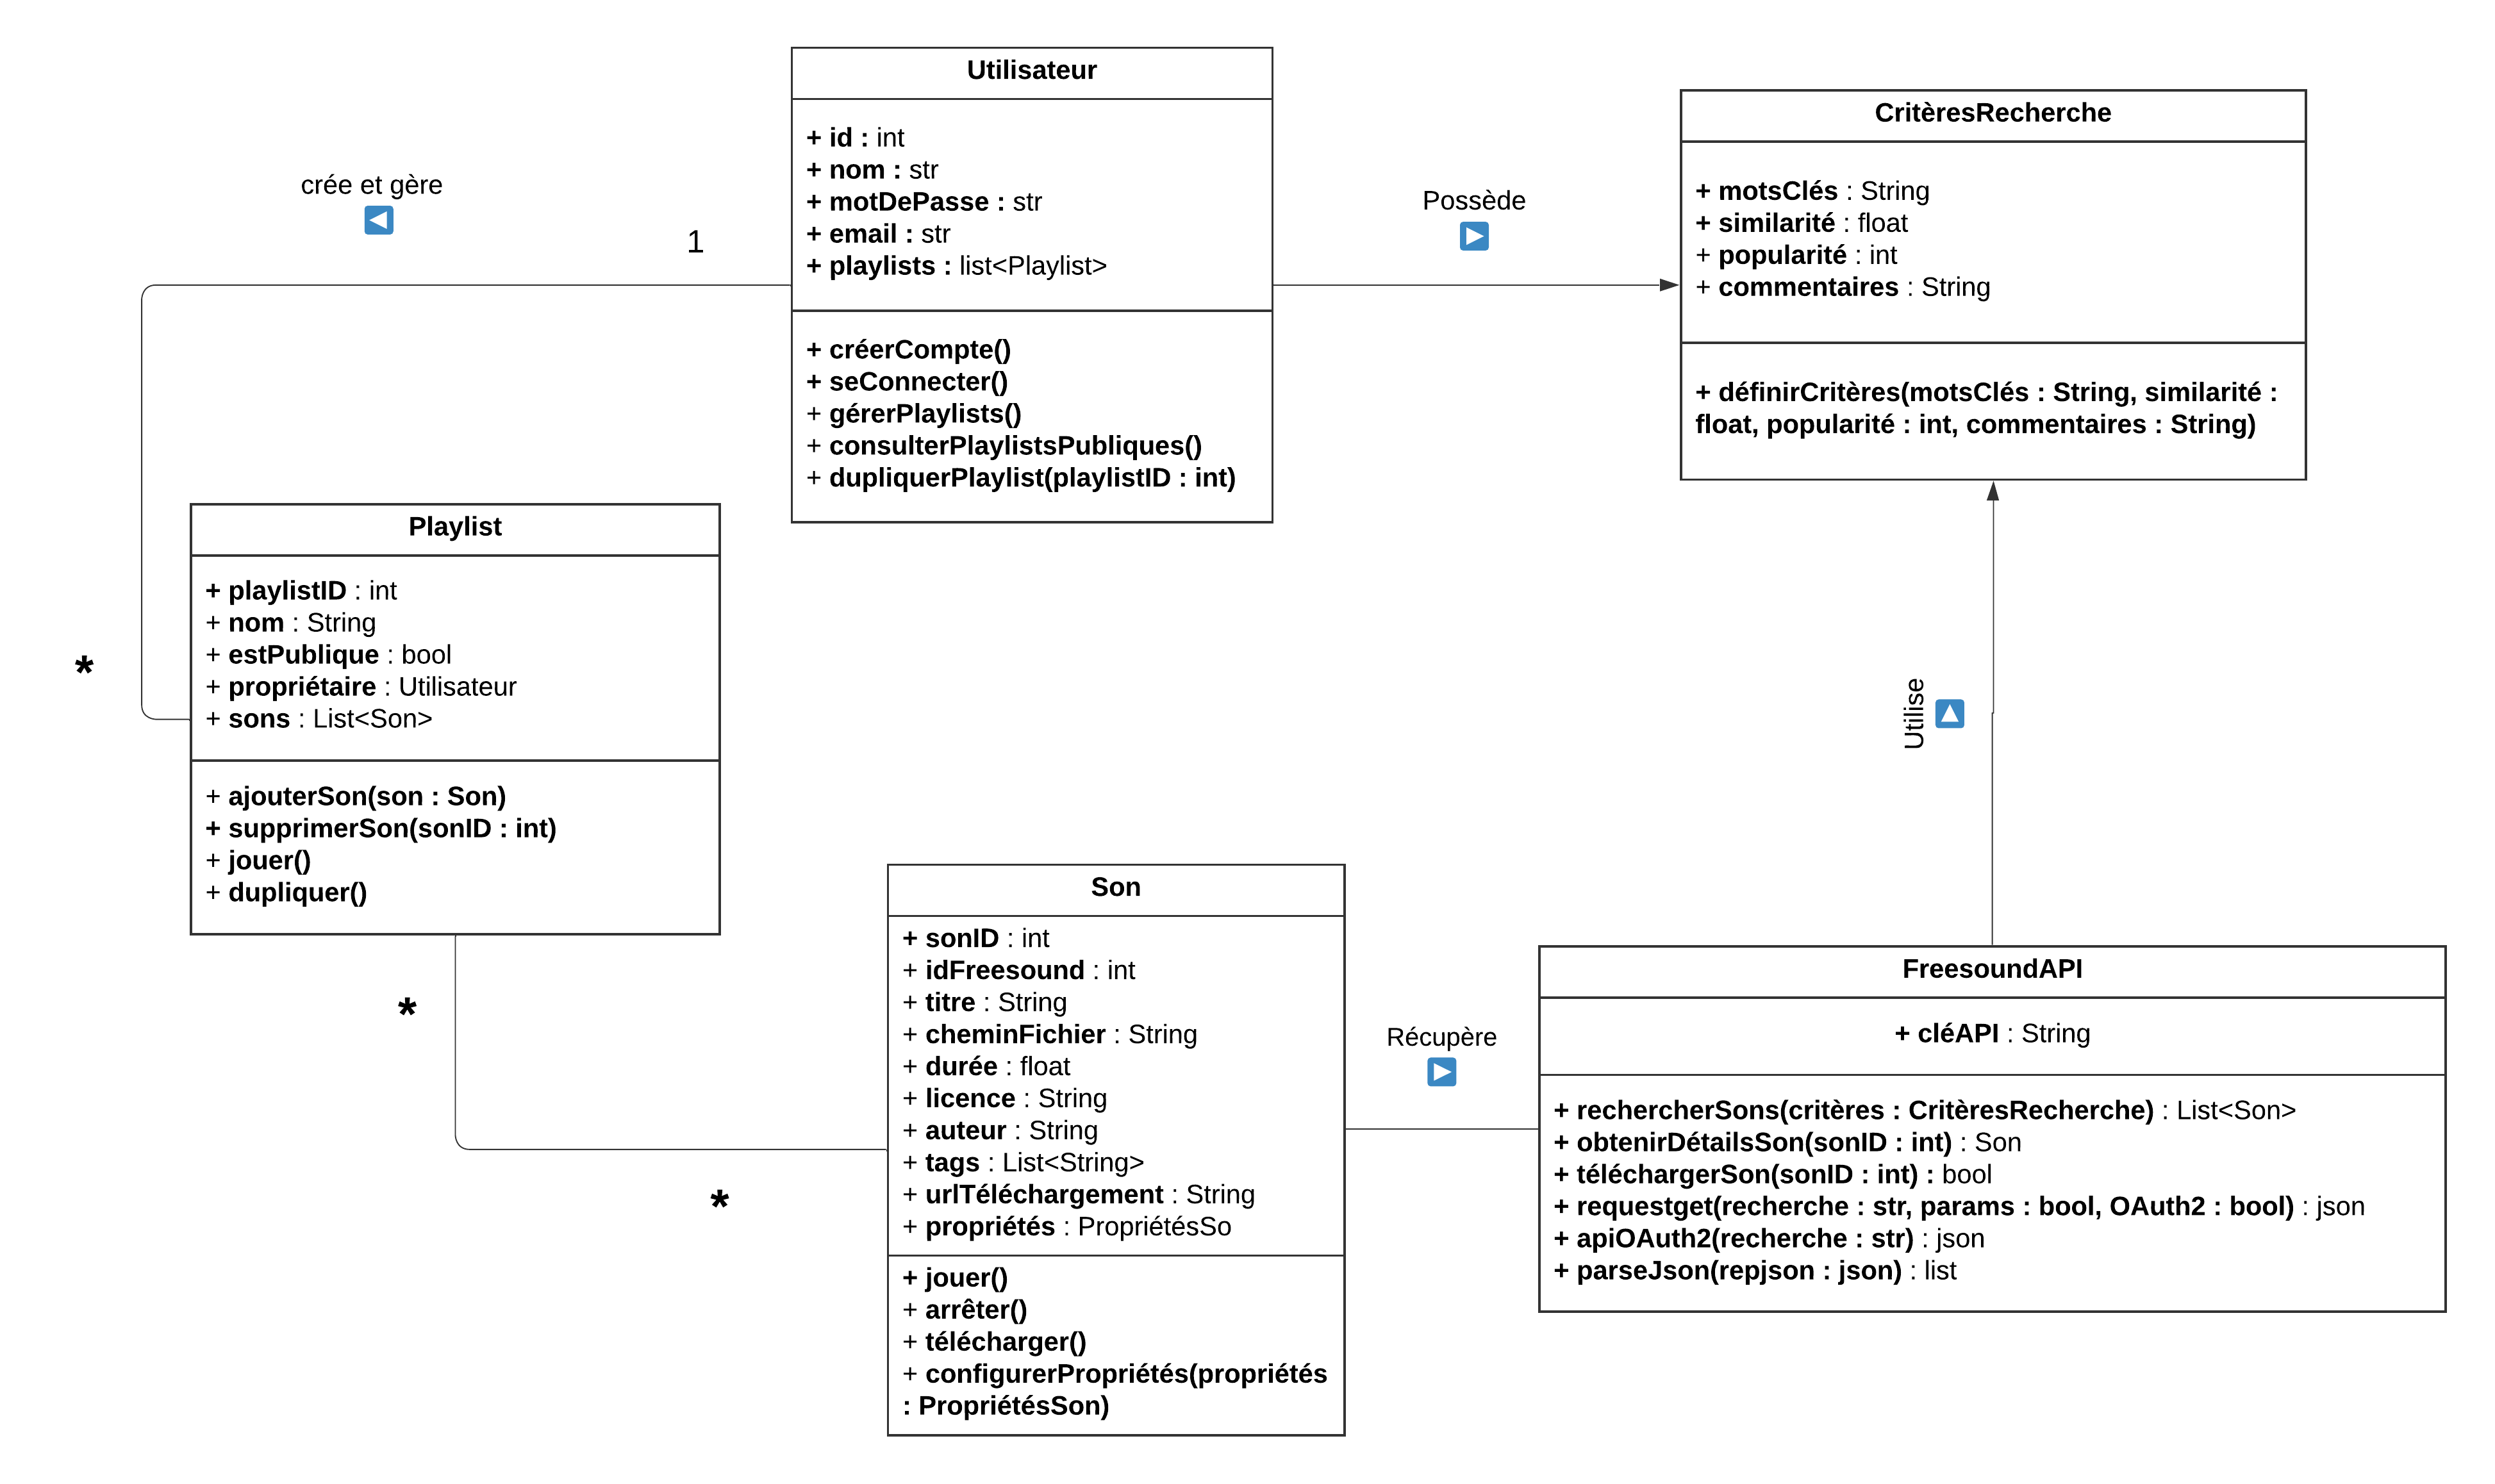 Utilisateur
+ id : int
+ nom : str
+ motDePasse : str
+ email : str
+ playlists : list<Playlist>
+ créerCompte()
+ seConnecter()
+ gérerPlaylists()
+ consulterPlaylistsPubliques()
+ dupliquerPlaylist(playlistID : int)
CritèresRecherche
+ motsClés : String
+ similarité : float
+ popularité : int
+ commentaires : String
+ définirCritères(motsClés : String, similarité :
float, popularité : int, commentaires : String)
crée et gère
1
*
Possède
Playlist
+ playlistID : int
+ nom : String
+ estPublique : bool
+ propriétaire : Utilisateur
+ sons : List<Son>
+ ajouterSon(son : Son)
+ supprimerSon(sonID : int)
+ jouer()
+ dupliquer()
*
*
Utilise
Son
+ sonID : int
+ idFreesound : int
+ titre : String
+ cheminFichier : String
+ durée : float
+ licence : String
+ auteur : String
+ tags : List<String>
+ urlTéléchargement : String
+ propriétés : PropriétésSo
+ jouer()
+ arrêter()
+ télécharger()
+ configurerPropriétés(propriétés
: PropriétésSon)
Récupère
FreesoundAPI
+ cléAPI : String
+ rechercherSons(critères : CritèresRecherche) : List<Son>
+ obtenirDétailsSon(sonID : int) : Son
+ téléchargerSon(sonID : int) : bool
+ requestget(recherche : str, params : bool, OAuth2 : bool) : json
+ apiOAuth2(recherche : str) : json
+ parseJson(repjson : json) : list